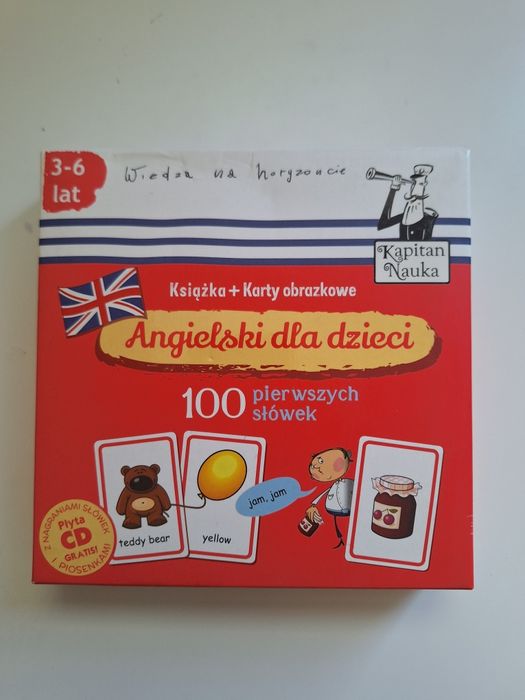 3-6
lat
Wiedza na horyzoncie
Kapitan
Nauka
Książka + Karty obrazkowe
Angielski dla dzieci
100 pierwszych
słówek
jam, jam
teddy bear
yellow
Z NAGRANIAMI SŁÓWEK
Płyta
CD
GRATIS!
I PIOSENKAMI